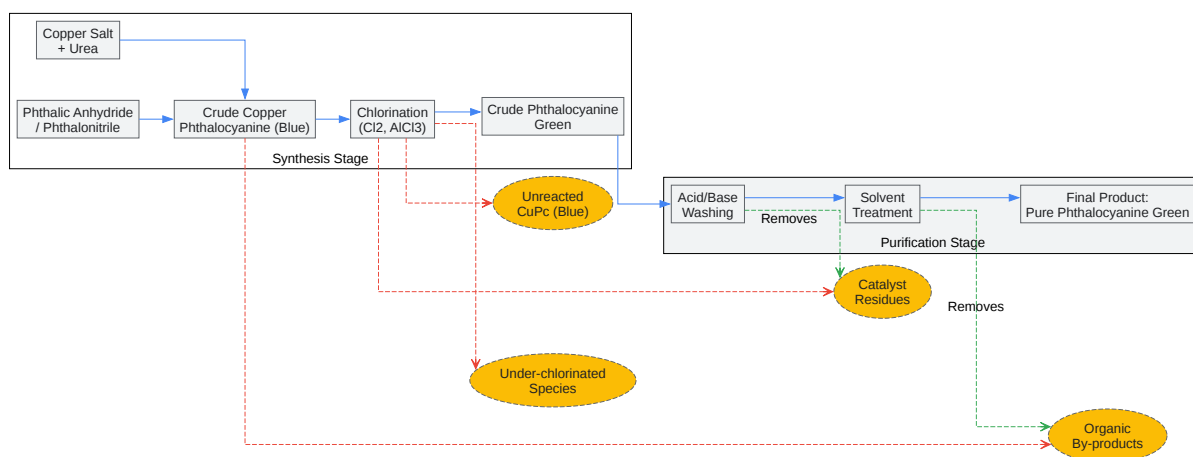 Copper Salt
+ Urea
Phthalic Anhydride
/ Phthalonitrile
Crude Copper
Phthalocyanine (Blue)
Chlorination
(Cl2, AlCl3)
Crude Phthalocyanine
Green
Synthesis Stage
Unreacted
CuPc (Blue)
Acid/Base
Washing
Removes
Solvent
Treatment
Final Product:
Pure Phthalocyanine Green
Purification Stage
Catalyst
Residues
Removes
Under-chlorinated
Species
Organic
By-products